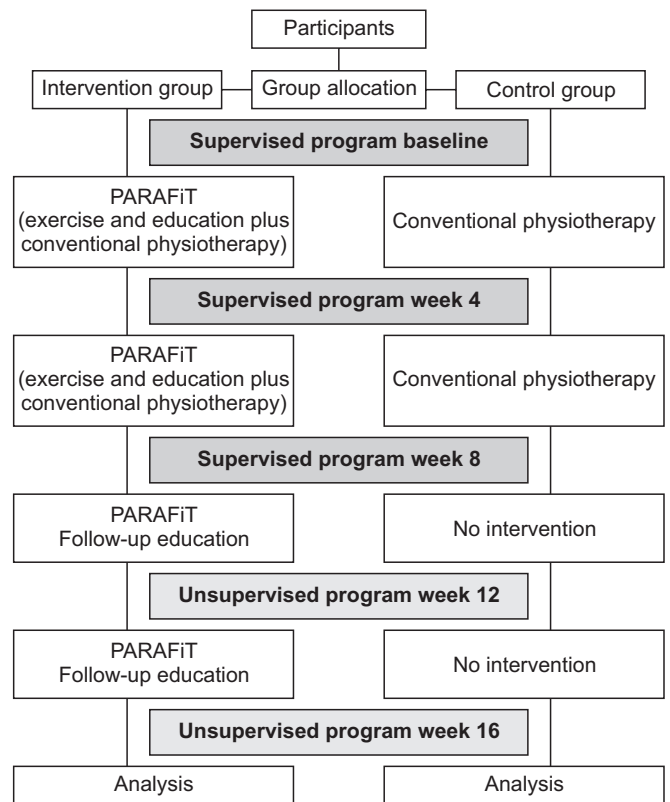 Participants
Intervention group
Group allocation
Control group
Supervised program baseline
PARAFiT
(exercise and education plus
conventional physiotherapy)
Conventional physiotherapy
Supervised program week 4
PARAFiT
(exercise and education plus
conventional physiotherapy)
Conventional physiotherapy
Supervised program week 8
PARAFiT
Follow-up education
No intervention
Unsupervised program week 12
PARAFiT
Follow-up education
No intervention
Unsupervised program week 16
Analysis
Analysis